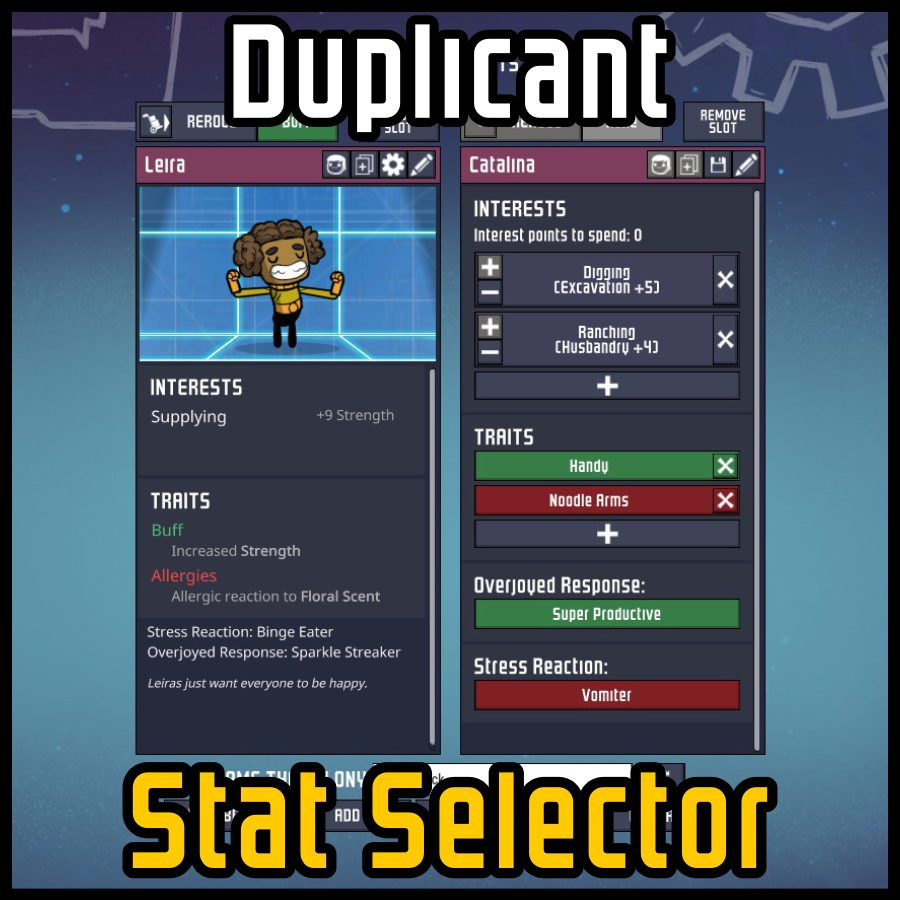 Duplicant
REMOVE
SLOT
SLOT
Leira
Catalina
INTERESTS
Supplying
+9 Strength
TRAITS
Buff
Increased Strength
Allergies
Allergic reaction to Floral Scent
Stress Reaction: Binge Eater
Overjoyed Response: Sparkle Streaker
Leiras just want everyone to be happy.
INTERESTS
Interest points to spend: 0
Digging
(Excavation +5)
Ranching
(Husbandry +4)
TRAITS
Handy
Noodle Arms
Overjoyed Response:
Super Productive
Stress Reaction:
Vomiter
ADD
Stat Selector